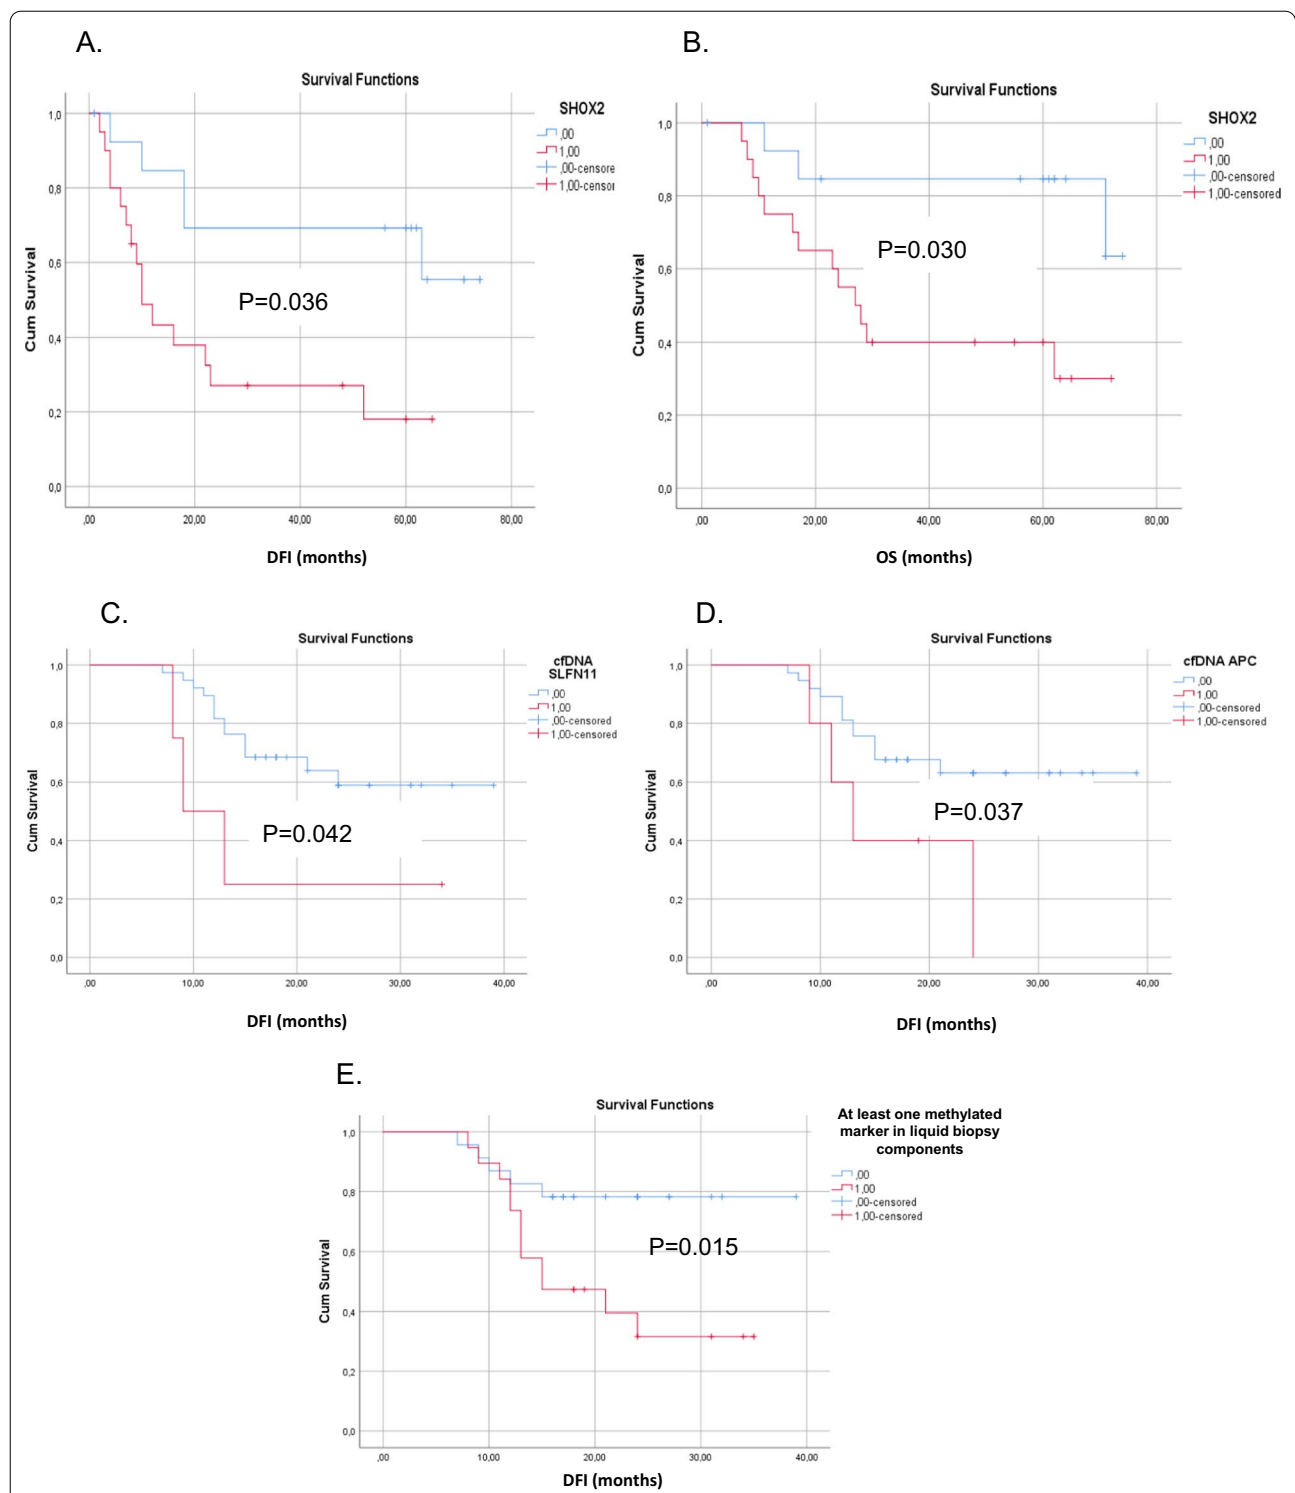 A.
Survival Functions
SHOX2
,00
1,00
,00-censore
1,00-censor
1,0
0,8
0,6
0,4
0,2
0,0
Cum Survival
P=0.036
,00 20,00 40,00 60,00 80,00
DFI (months)
B.
Survival Functions
SHOX2
,00
1,00
,00-censored
1,00-censored
1,0
0,8
0,6
0,4
0,2
0,0
Cum Survival
P=0.030
,00 20,00 40,00 60,00 80,00
OS (months)
C.
Survival Functions
cfDNA
SLFN11
,00
1,00
,00-censored
1,00-censored
1,0
0,8
0,6
0,4
0,2
0,0
Cum Survival
P=0.042
,00 10,00 20,00 30,00 40,00
DFI (months)
D.
Survival Functions
cfDNA APC
,00
1,00
,00-censored
1,00-censored
1,0
0,8
0,6
0,4
0,2
0,0
Cum Survival
P=0.037
,00 10,00 20,00 30,00 40,00
DFI (months)
E.
Survival Functions
At least one methylated
marker in liquid biopsy
components
,00
1,00
,00-censored
1,00-censored
1,0
0,8
0,6
0,4
0,2
0,0
Cum Survival
P=0.015
,00 10,00 20,00 30,00 40,00
DFI (months)